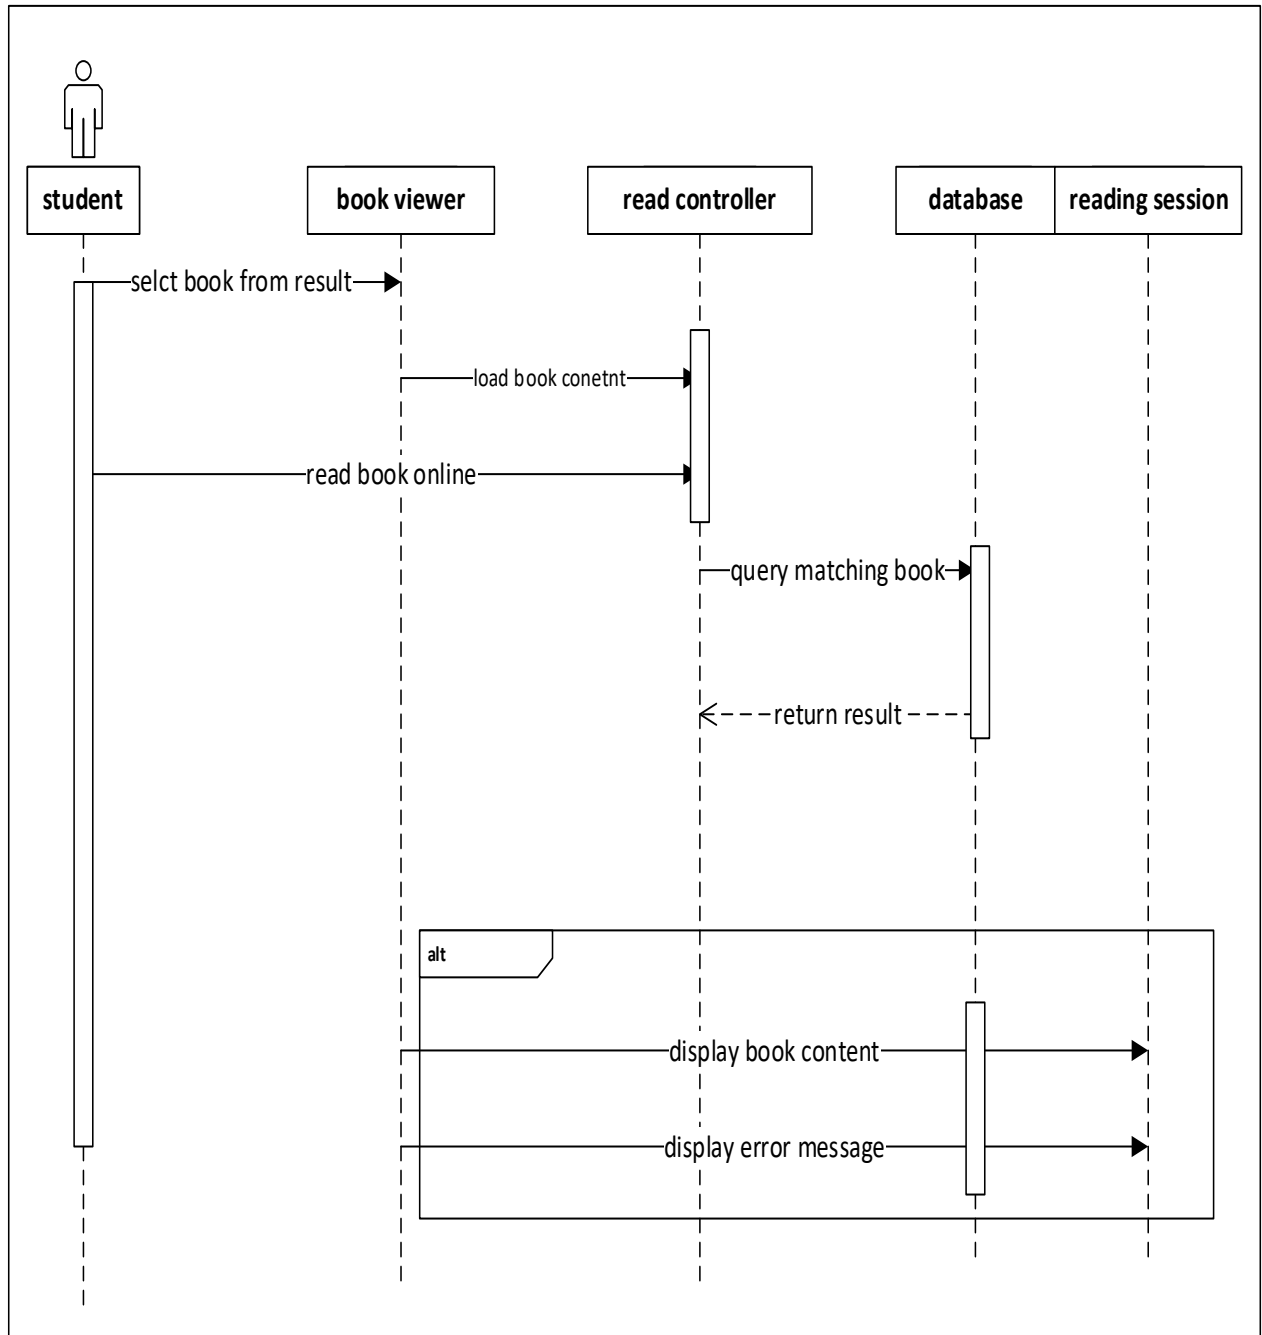 student
book viewer
read controller
database
reading session
selct book from result
load book conetnt
read book online
query matching book
return result
alt
display book content
display error message